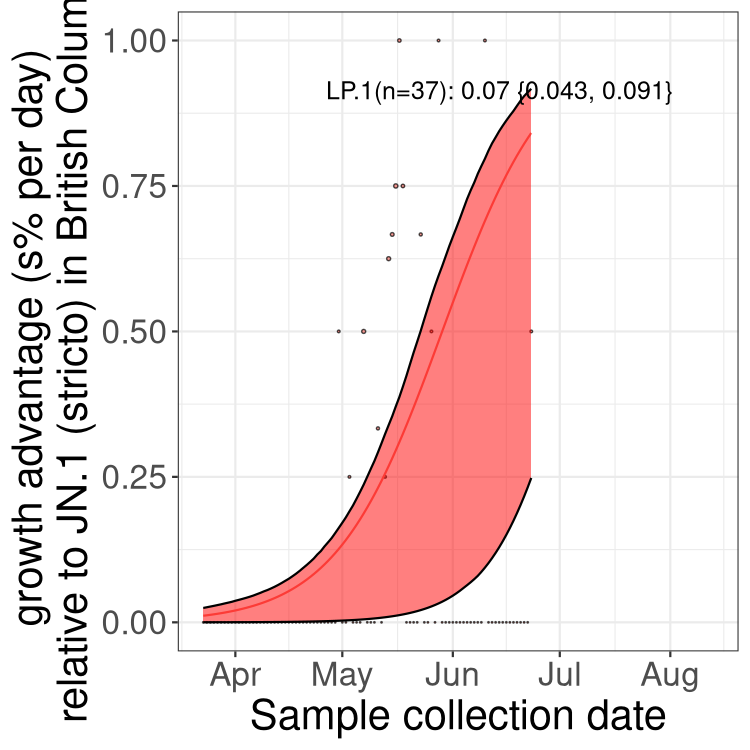 growth advantage (s% per day)
relative to JN.1 (stricto) in British Colum
1.00
0.75
0.50
0.25
0.00
LP.1(n=37): 0.07 {0.043, 0.091}
Apr May Jun Jul Aug
Sample collection date